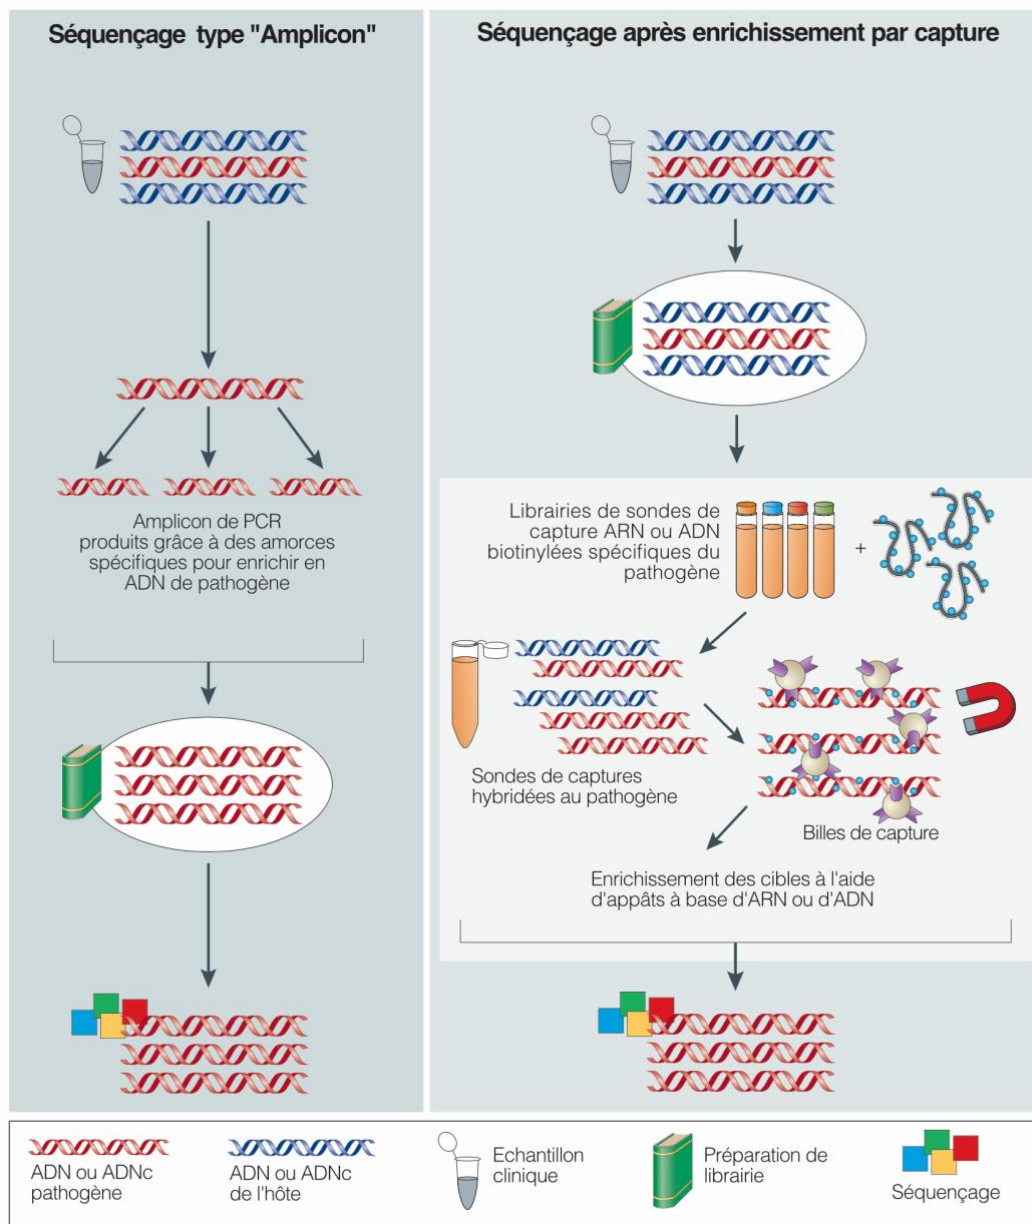 Séquençage type "Amplicon"
Amplicon de PCR
produits grâce à des amorces
spécifiques pour enrichir en
ADN de pathogène
Séquençage après enrichissement par capture
Librairies de sondes de
capture ARN ou ADN
biotinylées spécifiques du
pathogène
+
Sondes de captures
hybridées au pathogène
Billes de capture
Enrichissement des cibles à l'aide
d'appâts à base d'ARN ou d'ADN
ADN ou ADNc
pathogène
ADN ou ADNc
de l'hôte
Echantillon
clinique
Préparation de
librairie
Séquençage